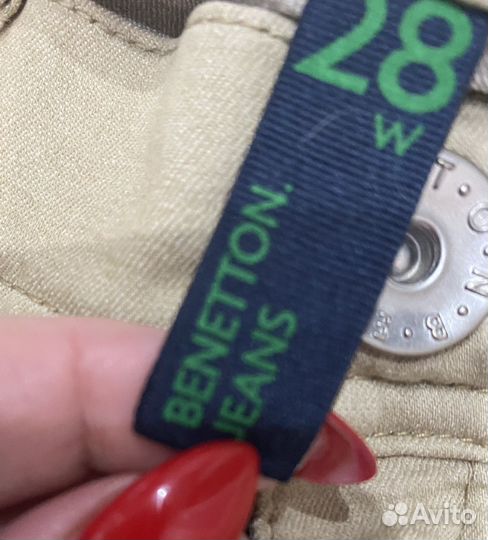 28
W
BENETTON.
JEANS
Avito